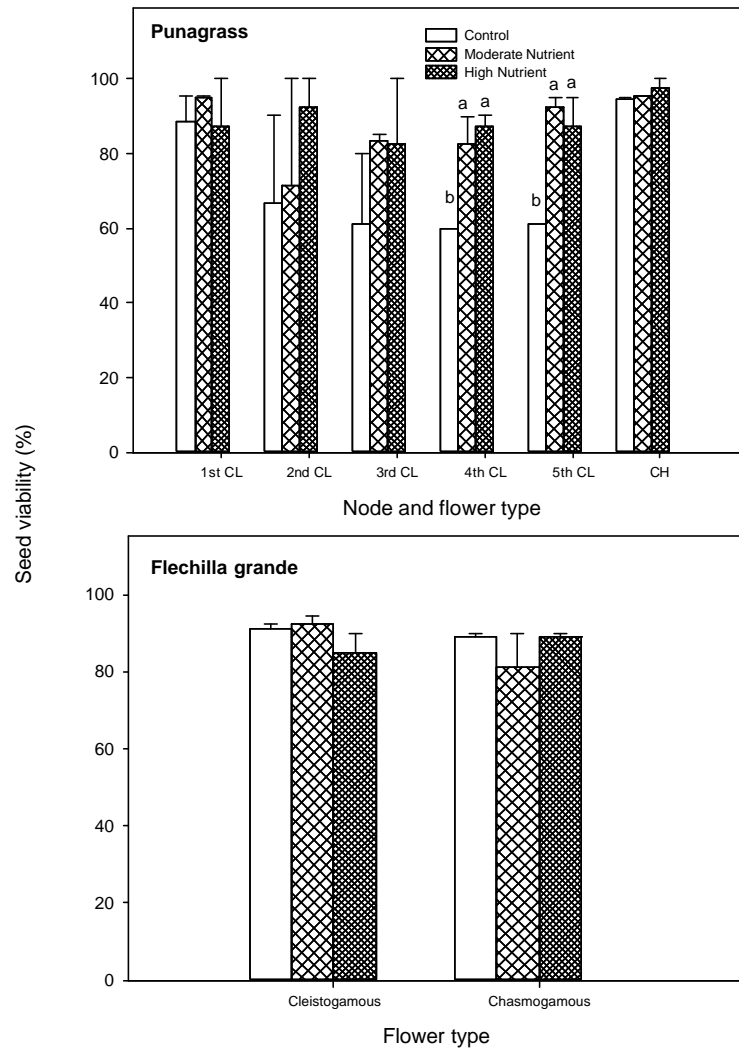 Punagrass
Control
Moderate Nutrient
High Nutrient
100
80
60
40
20
0
b
a
a
b
a
a
1st CL 2nd CL 3rd CL 4th CL 5th CL CH
Node and flower type
Seed viability (%)
Flechilla grande
100
80
60
40
20
0
Cleistogamous Chasmogamous
Flower type